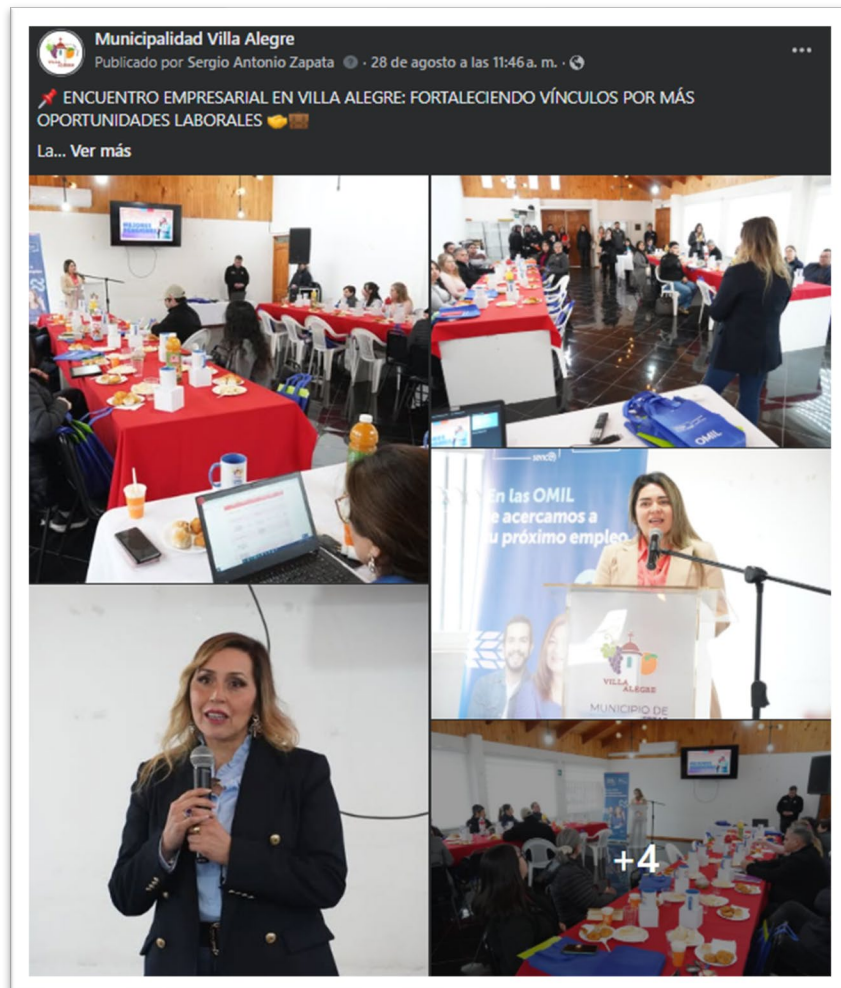 Municipalidad Villa Alegre
Publicado por Sergio Antonio Zapata · 28 de agosto a las 11:46 a. m. ·
📌 ENCUENTRO EMPRESARIAL EN VILLA ALEGRE: FORTALECIENDO VÍNCULOS POR MÁS
OPORTUNIDADES LABORALES 🤝💼
La... Ver más
OMIL
sence
En las OMIL
e acercamos a
u próximo empleo
VILLA
ALEGRE
MUNICIPIO DE
+4